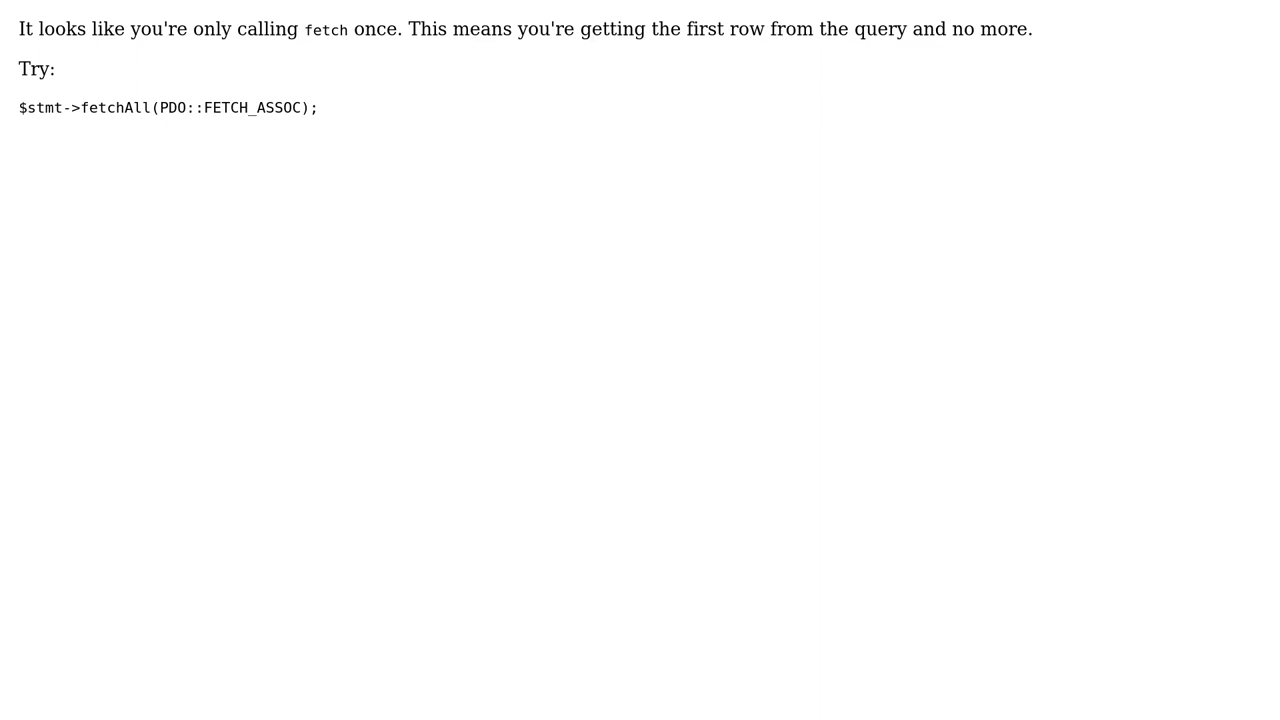 It looks like you're only calling fetch once. This means you're getting the first row from the query and no more.
Try:
$stmt->fetchAll(PDO::FETCH_ASSOC);